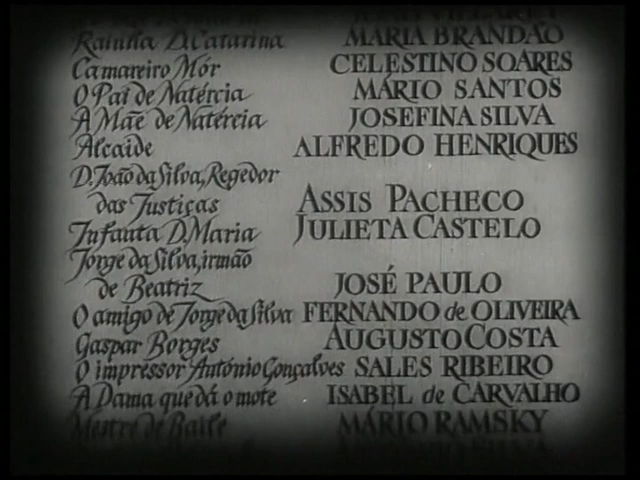 Rainha D. Catarina MARIA BRANDÃO
Camareiro Mór CELESTINO SOARES
O Pai de Natércia MÁRIO SANTOS
A Mãe de Natércia JOSEFINA SILVA
Alcaide ALFREDO HENRIQUES
D. João da Silva, Regedor
das Justiças ASSIS PACHECO
Infanta D. Maria JULIETA CASTELO
Jorge da Silva, irmão
de Beatriz JOSÉ PAULO
O amigo de Jorge da Silva FERNANDO de OLIVEIRA
Gaspar Borges AUGUSTO COSTA
O impressor António Gonçalves SALES RIBEIRO
A Dama que dá o mote ISABEL de CARVALHO
Mestre de Baile MÁRIO RAMSKY